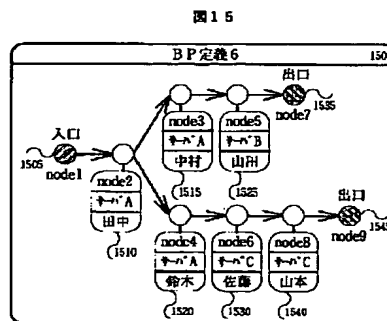 図15
BP定義6
150
出口
node3
node5
node7
1535
サーバA
サーバB
入口
中村
山田
1505
node1
node2
1515
1525
サーバA
田中
出口
node4
node6
node8
node9
1545
1510
サーバA
サーバC
サーバC
鈴木
佐藤
山本
1520
1530
1540